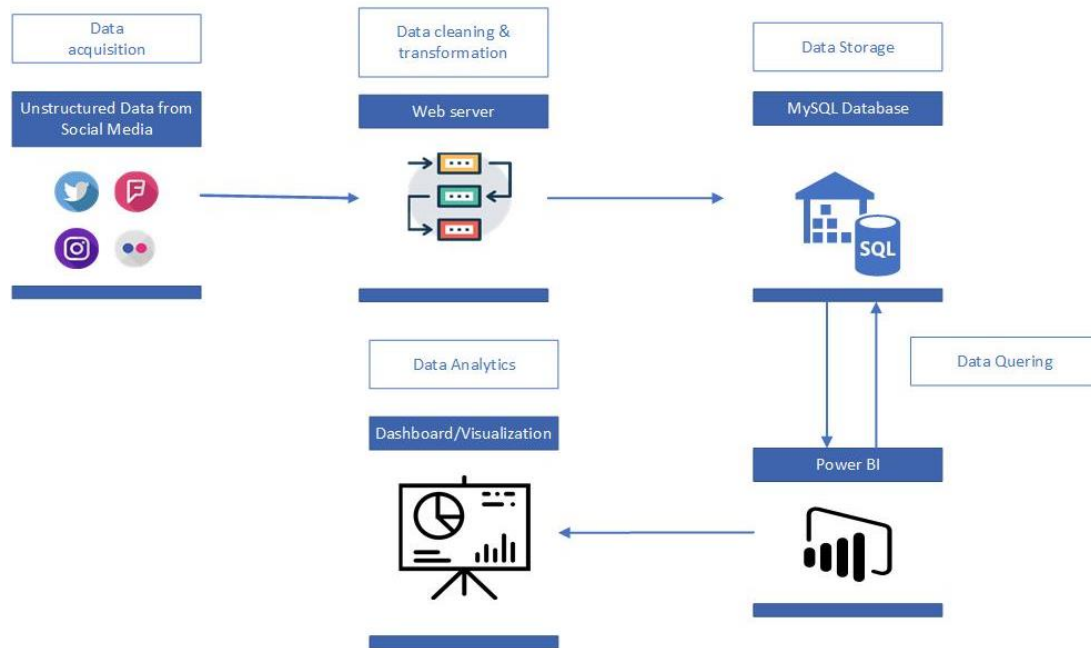 Data
acquisition
Unstructured Data from
Social Media
Data cleaning &
transformation
Web server
Data Storage
MySQL Database
SQL
Data Quering
Power BI
Data Analytics
Dashboard/Visualization